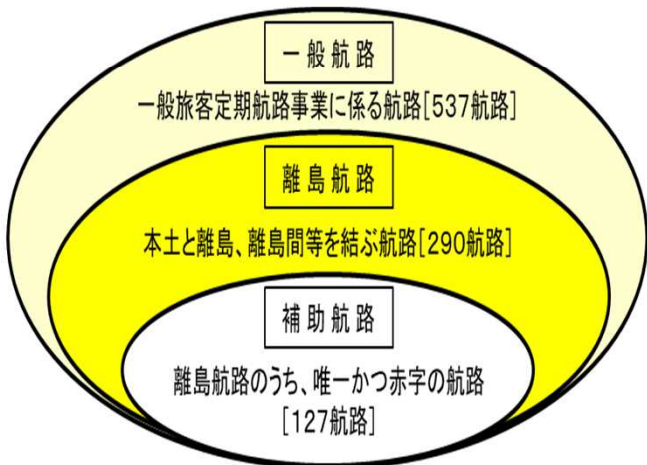 一般航路
一般旅客定期航路事業に係る航路[537航路]
離島航路
本土と離島、離島間等を結ぶ航路[290航路]
補助航路
離島航路のうち、唯一かつ赤字の航路
[127航路]